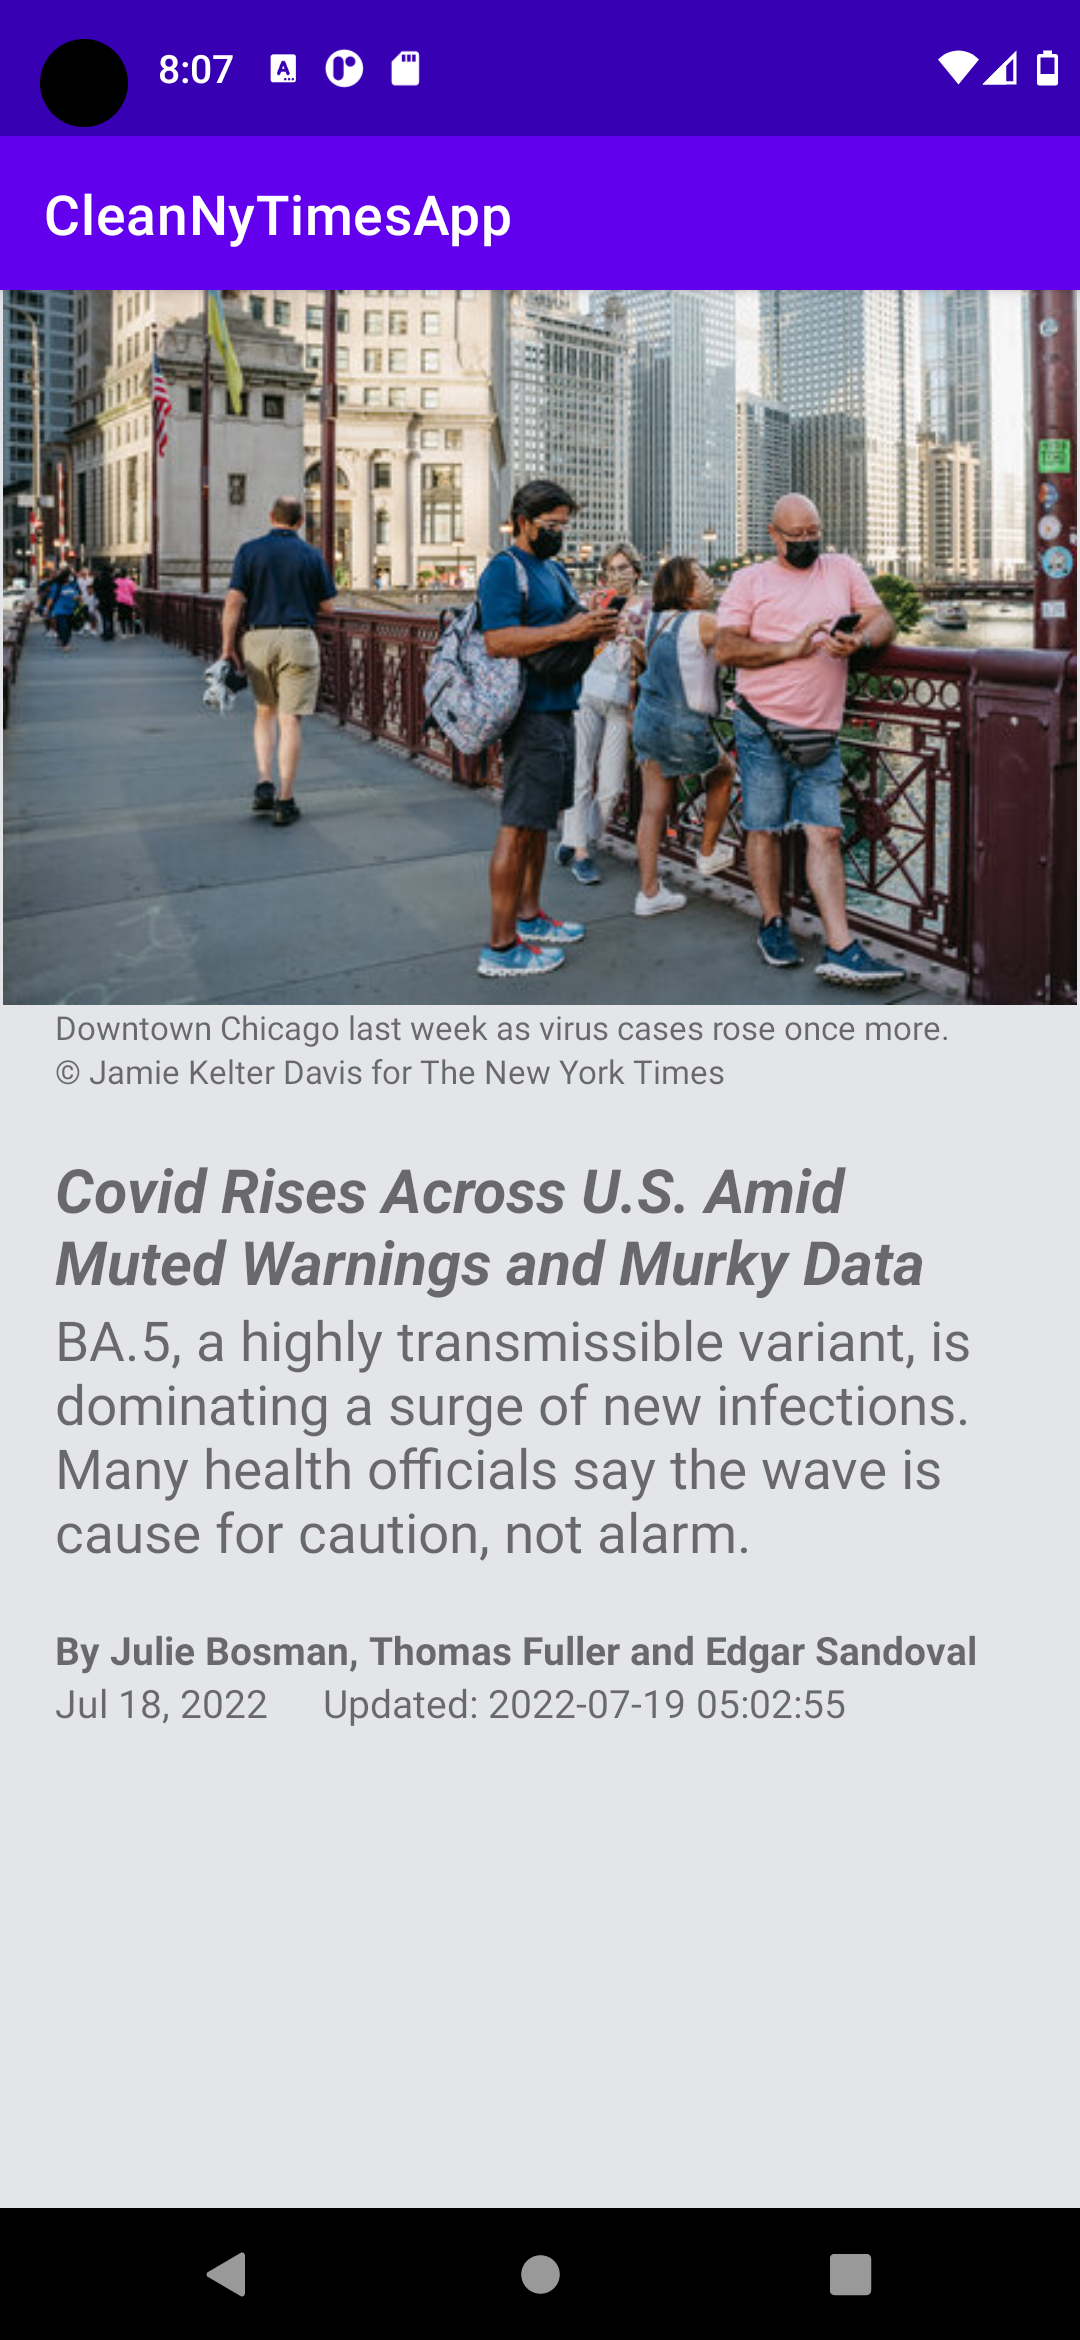 8:07
CleanNyTimesApp
Downtown Chicago last week as virus cases rose once more.
© Jamie Kelter Davis for The New York Times
Covid Rises Across U.S. Amid
Muted Warnings and Murky Data
BA.5, a highly transmissible variant, is
dominating a surge of new infections.
Many health officials say the wave is
cause for caution, not alarm.
By Julie Bosman, Thomas Fuller and Edgar Sandoval
Jul 18, 2022 Updated: 2022-07-19 05:02:55